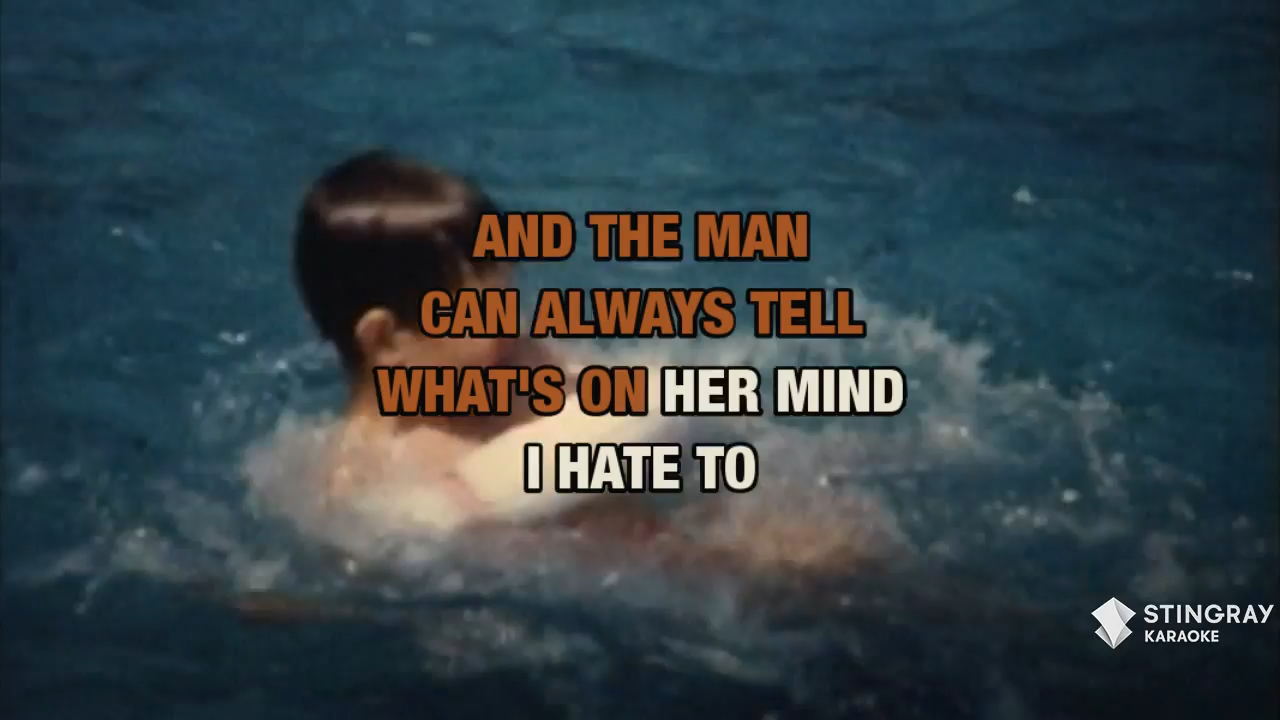 AND THE MAN
CAN ALWAYS TELL
WHAT'S ON HER MIND
I HATE TO
STINGRAY
KARAOKE